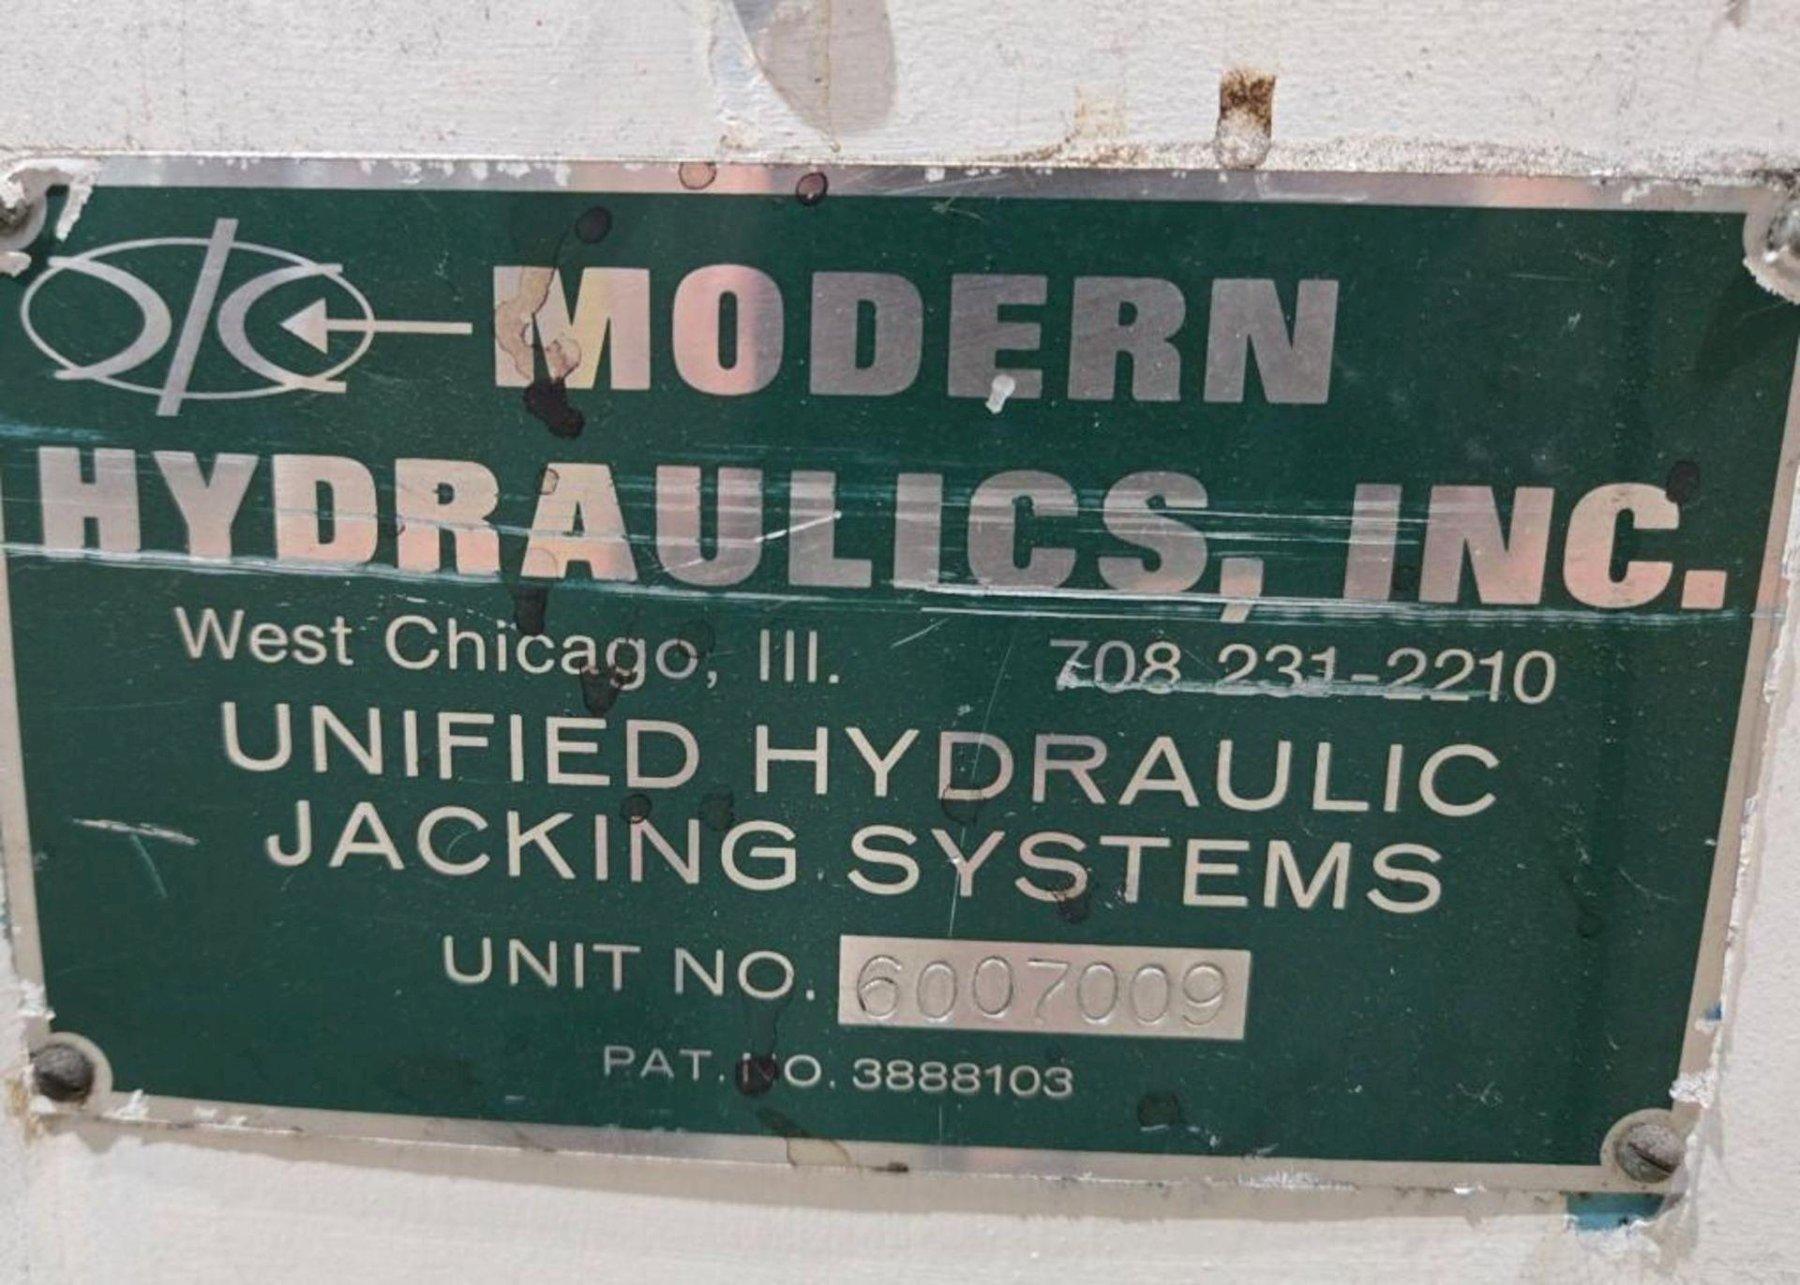 MODERN
HYDRAULICS, INC.
West Chicago, Ill. 708 231-2210
UNIFIED HYDRAULIC
JACKING SYSTEMS
UNIT NO. 6007009
PAT. NO. 3888103